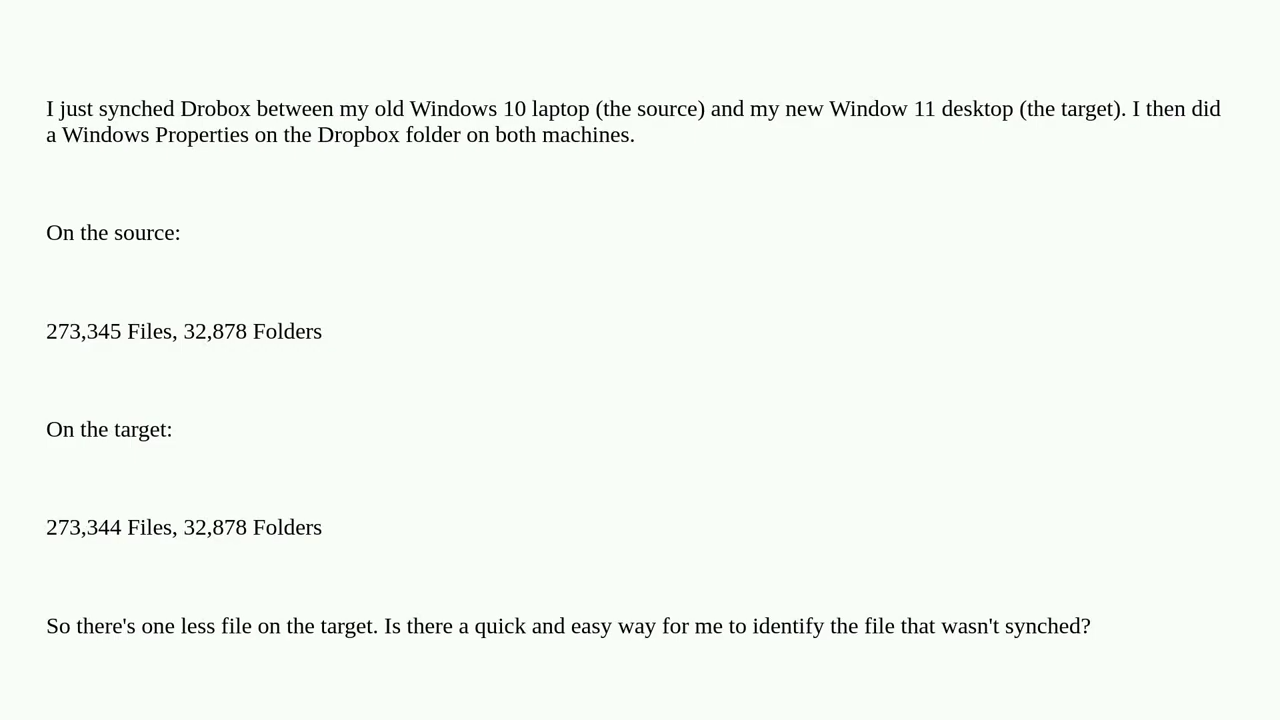 I just synched Drobox between my old Windows 10 laptop (the source) and my new Window 11 desktop (the target). I then did
a Windows Properties on the Dropbox folder on both machines.
On the source:
273,345 Files, 32,878 Folders
On the target:
273,344 Files, 32,878 Folders
So there's one less file on the target. Is there a quick and easy way for me to identify the file that wasn't synched?